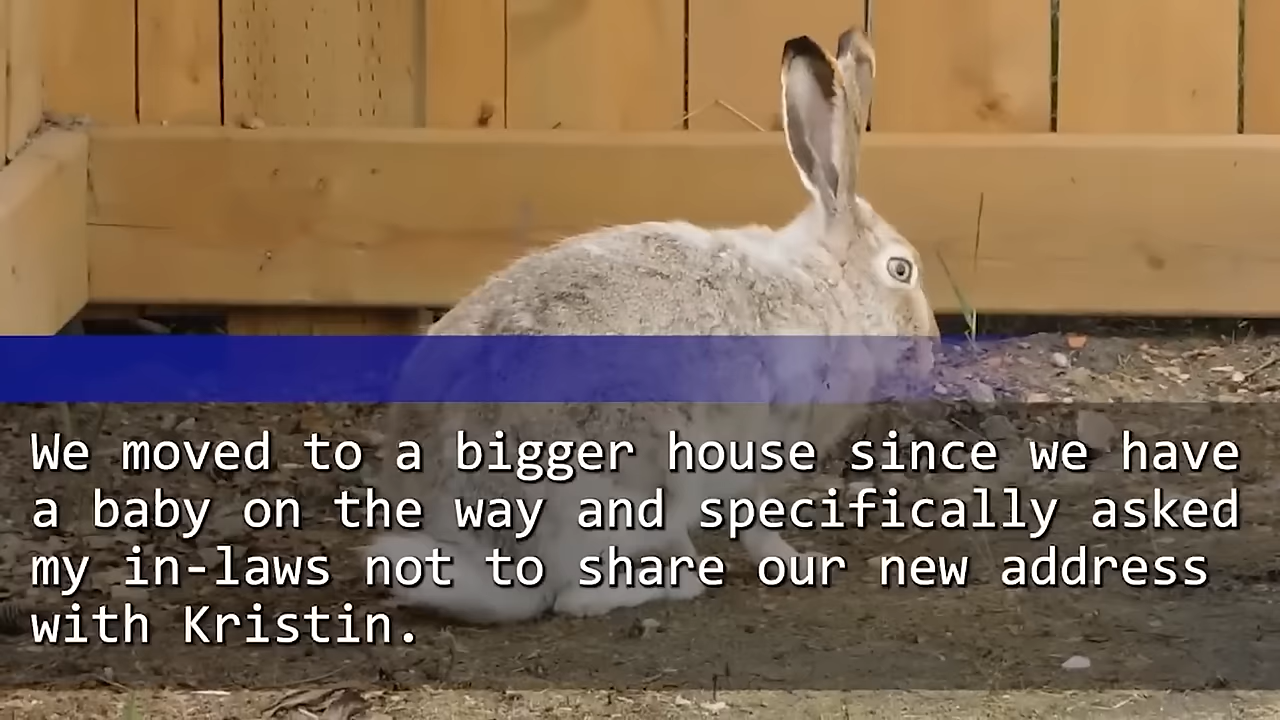 We moved to a bigger house since we have
a baby on the way and specifically asked
my in-laws not to share our new address
with Kristin.